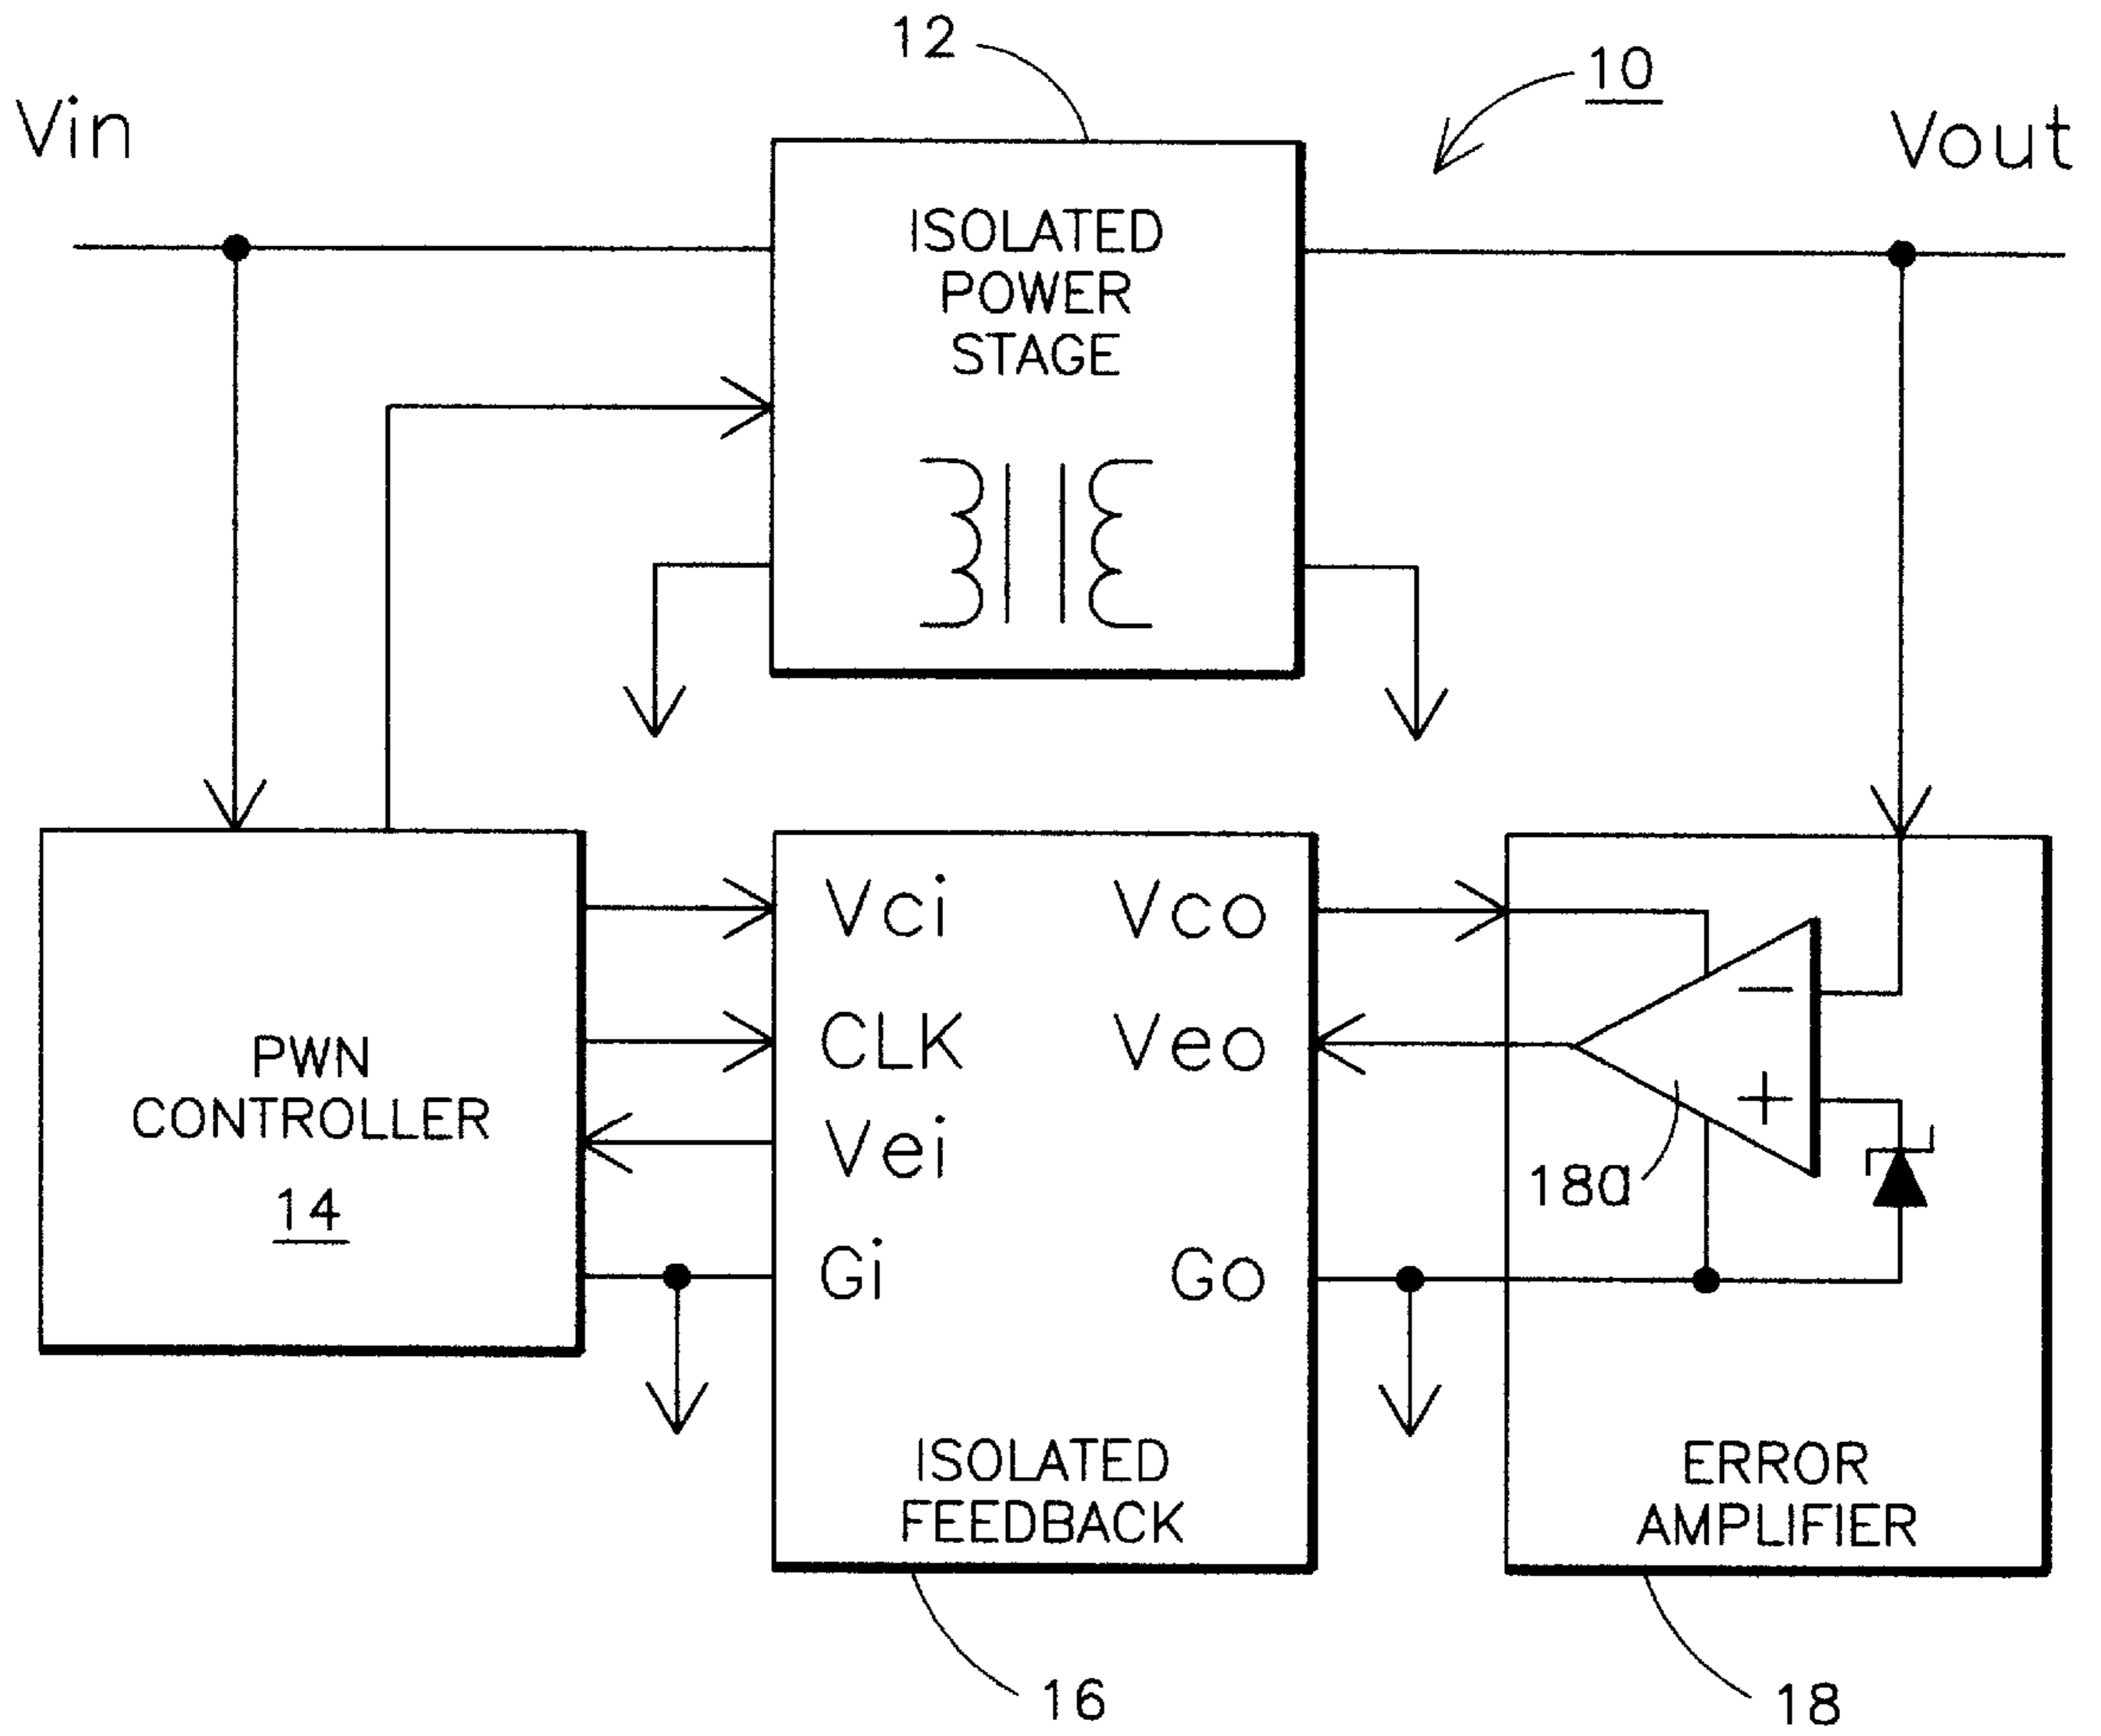 12
10
Vin
Vout
ISOLATED
POWER
STAGE
Vci
Vco
CLK
Veo
PWN
CONTROLLER
14
Vei
−
+
18a
Gi
Go
ISOLATED
FEEDBACK
ERROR
AMPLIFIER
16
18